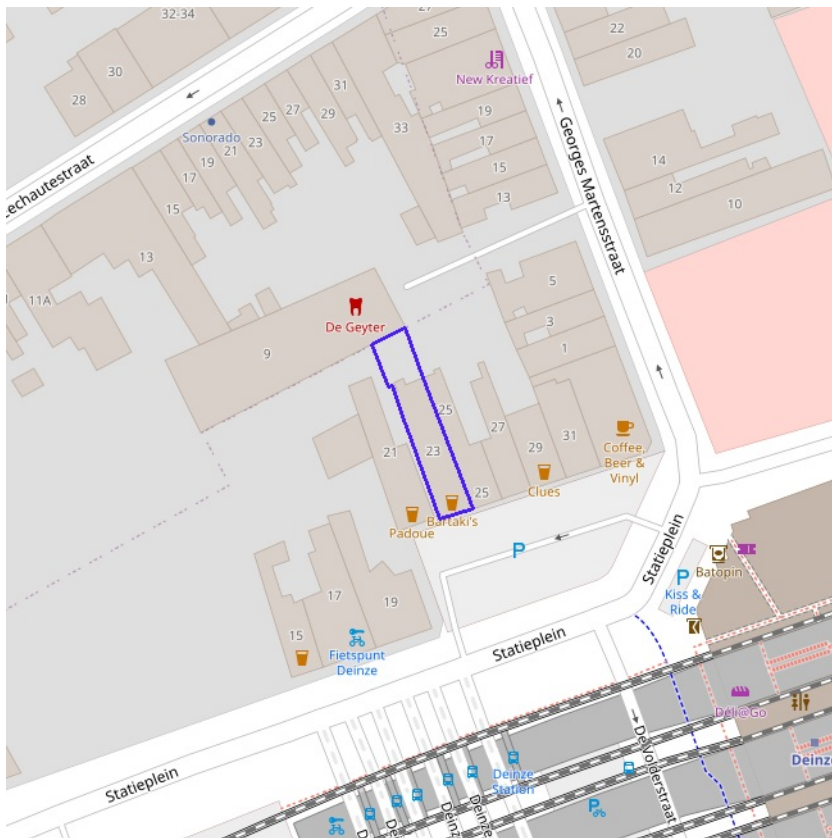 32-34
27
25
22
20
30
28
New Kreatief
31
25
27
29
Sonorado
21
23
33
19
19
17
17
15
15
13
14
12
10
Lechautestraat
Georges Martensstraat
13
11A
De Geyter
9
5
3
1
25
27
23
21
29
31
Coffee,
Beer &
Vinyl
Clues
25
Bartaki's
Padoue
P
Statieplein
Batopin
P
Kiss &
Ride
17
19
15
Fietspunt
Deinze
Statieplein
Déli@Go
De Volderstraat
Deinze
Station
Deinze
Statieplein
P